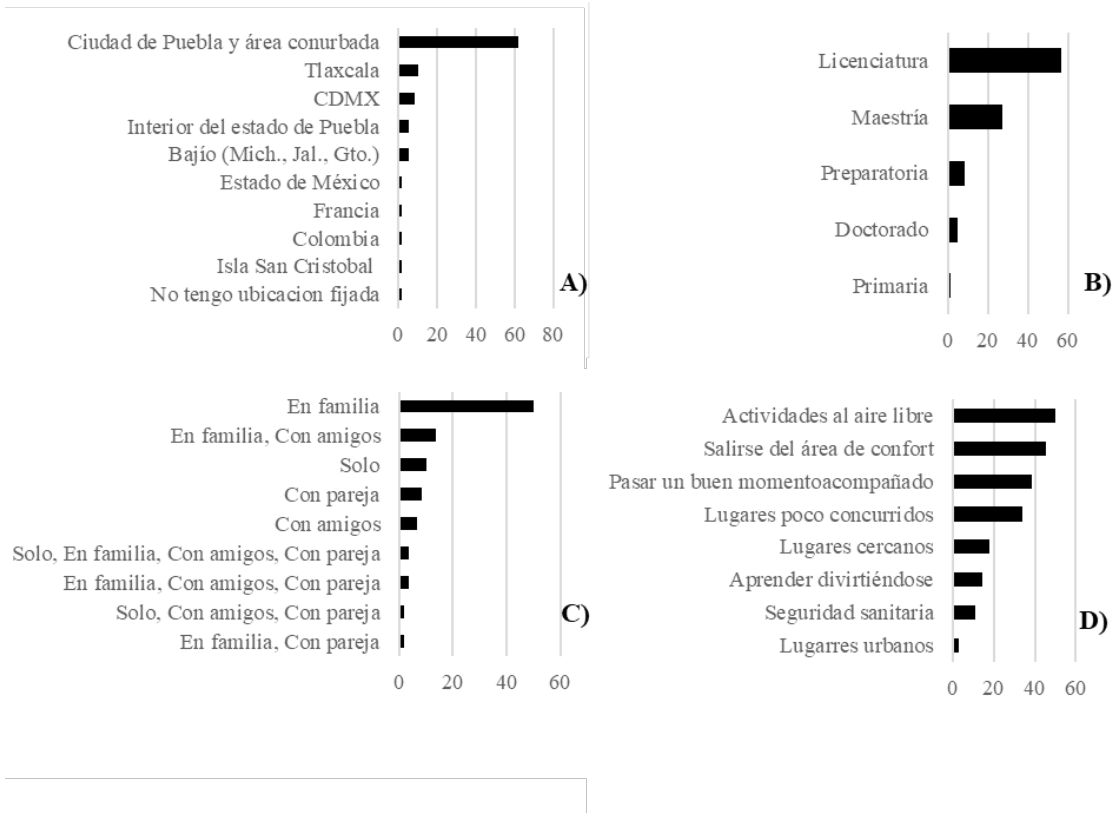 Ciudad de Puebla y área conurbada
Tlaxcala
CDMX
Interior del estado de Puebla
Bajío (Mich., Jal., Gto.)
Estado de México
Francia
Colombia
Isla San Cristobal
No tengo ubicacion fijada
A)
0 20 40 60 80
Licenciatura
Maestría
Preparatoria
Doctorado
Primaria
B)
0 20 40 60
En familia
En familia, Con amigos
Solo
Con pareja
Con amigos
Solo, En familia, Con amigos, Con pareja
En familia, Con amigos, Con pareja
Solo, Con amigos, Con pareja
En familia, Con pareja
C)
0 20 40 60
Actividades al aire libre
Salirse del área de confort
Pasar un buen momentoacompañado
Lugares poco concurridos
Lugares cercanos
Aprender divirtiéndose
Seguridad sanitaria
Lugarres urbanos
D)
0 20 40 60